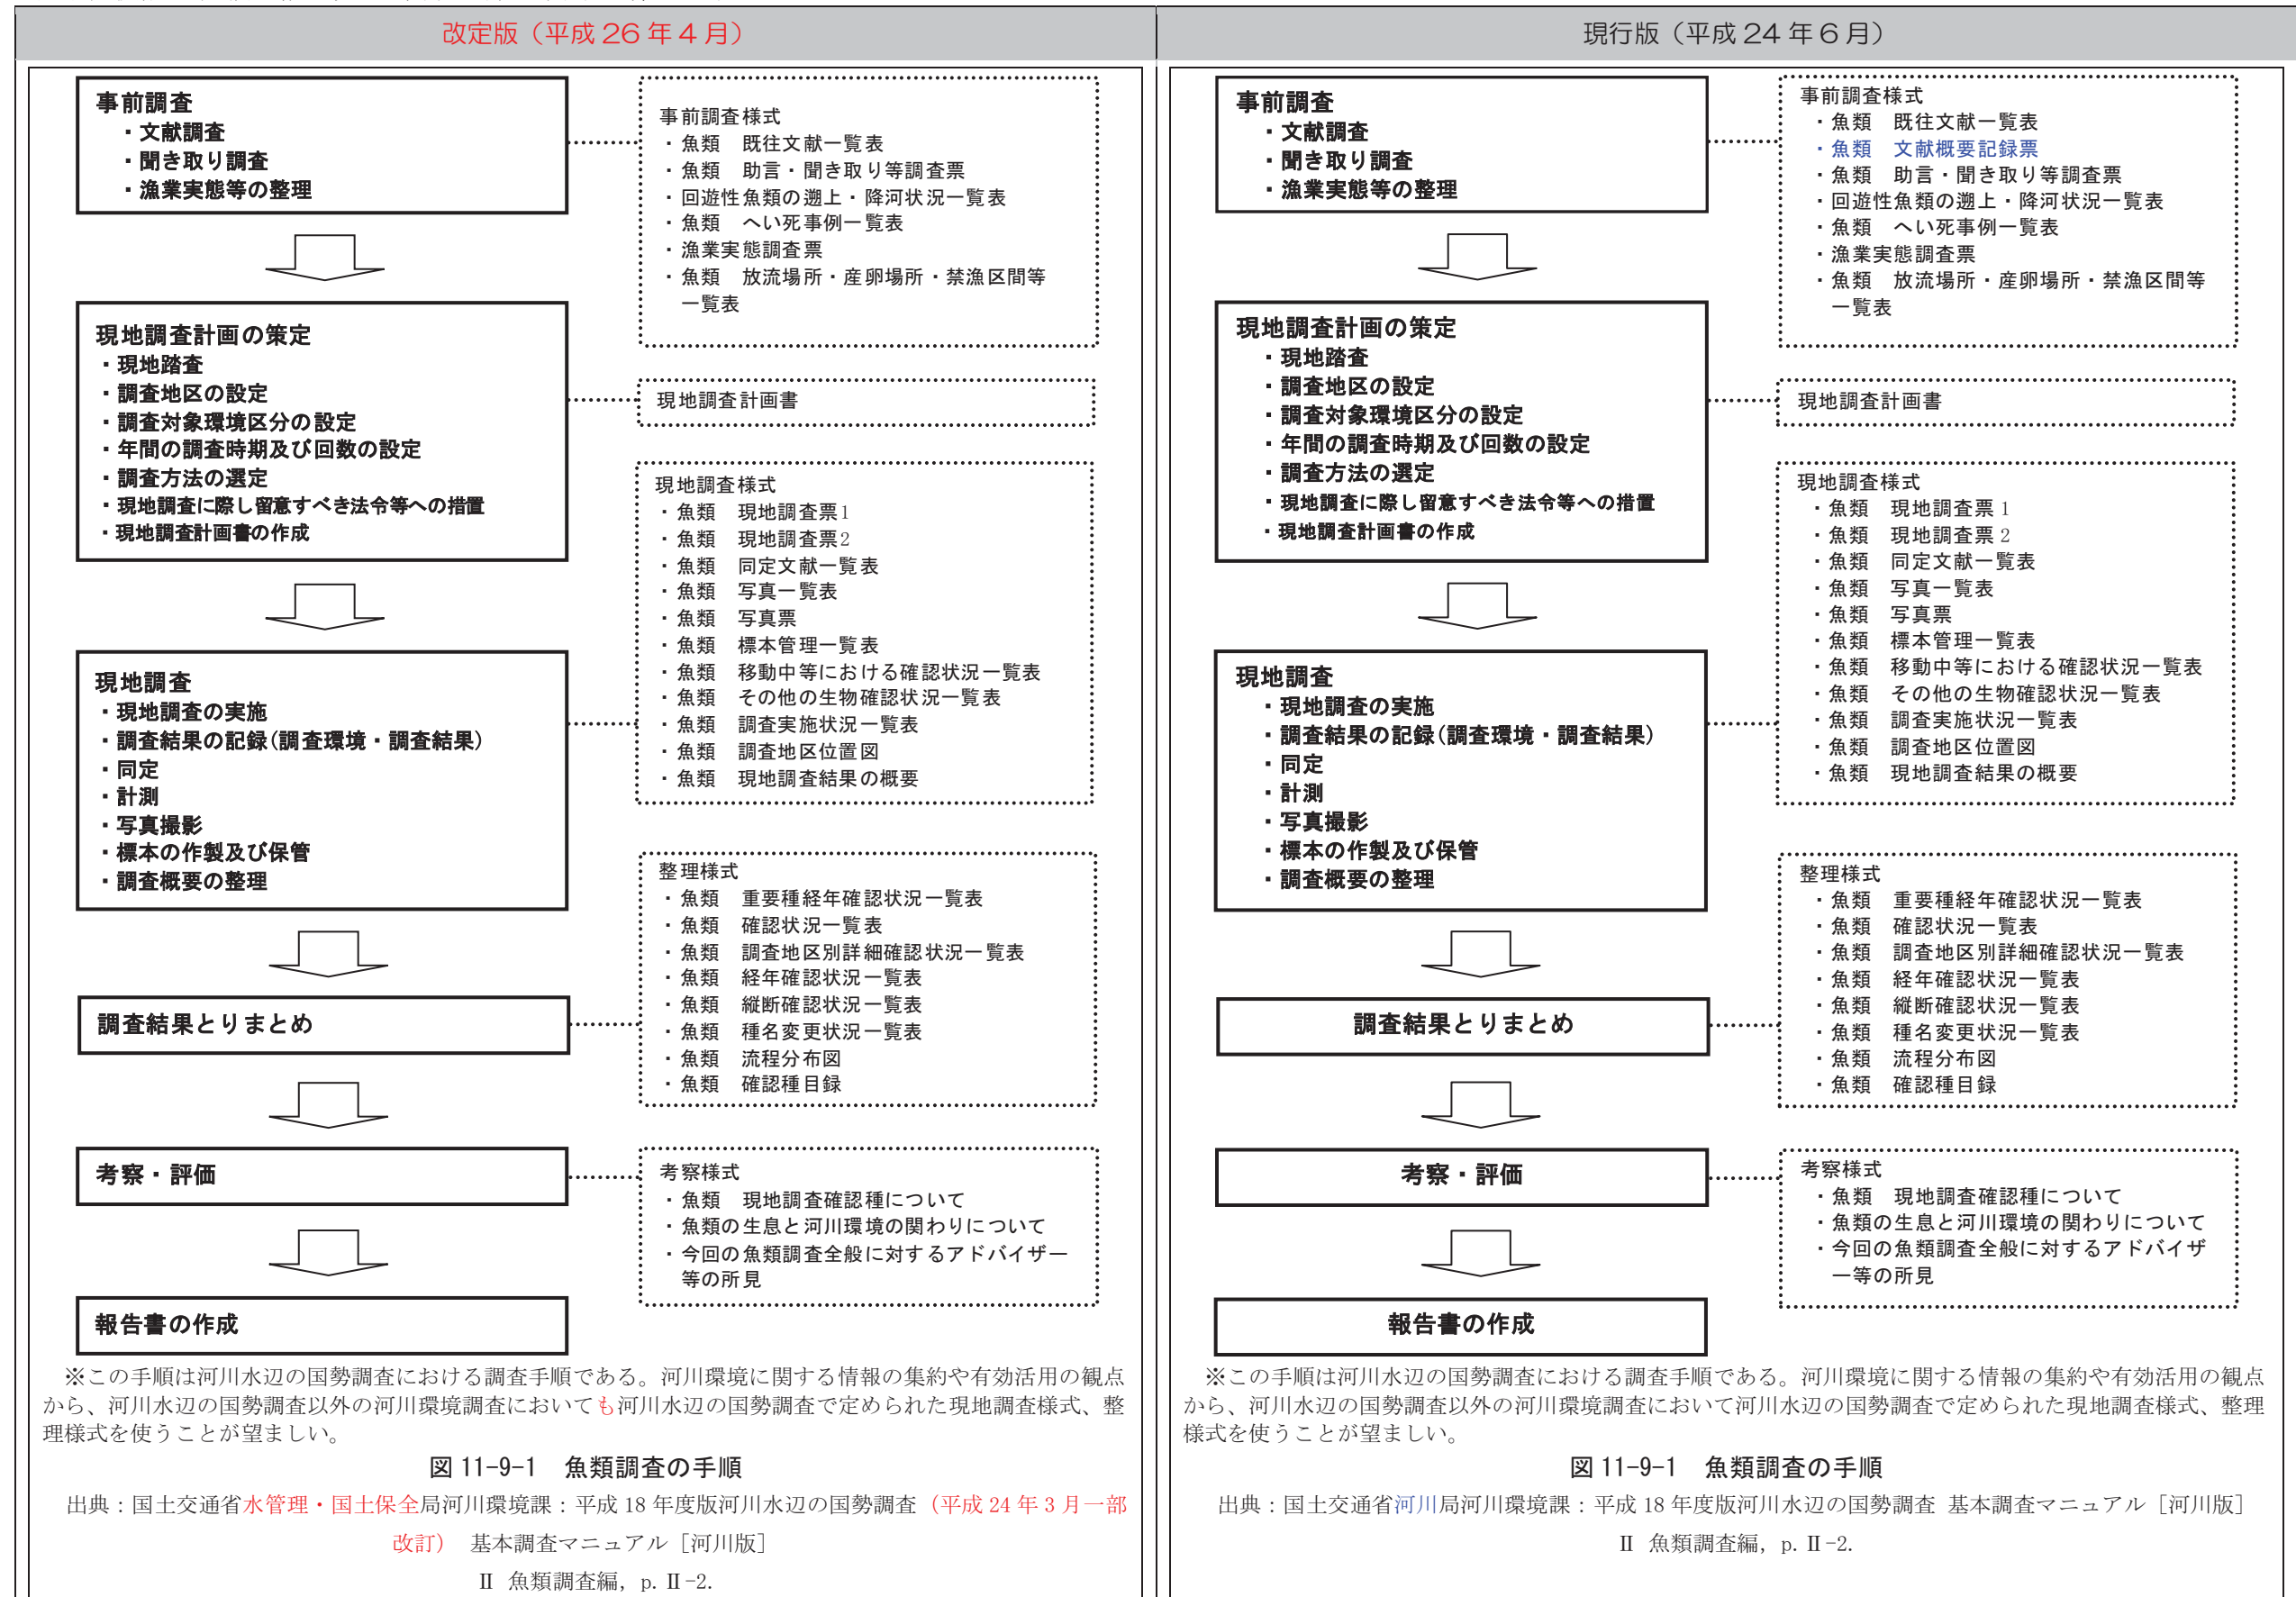 改定版（平成 26 年 4 月）
事前調査
・文献調査
・聞き取り調査
・漁業実態等の整理
事前調査様式
・魚類　既往文献一覧表
・魚類　助言・聞き取り等調査票
・回遊性魚類の遡上・降河状況一覧表
・魚類　へい死事例一覧表
・漁業実態調査票
・魚類　放流場所・産卵場所・禁漁区間等
一覧表
現地調査計画の策定
・現地踏査
・調査地区の設定
・調査対象環境区分の設定
・年間の調査時期及び回数の設定
・調査方法の選定
・現地調査に際し留意すべき法令等への措置
・現地調査計画書の作成
現地調査計画書
現地調査
・現地調査の実施
・調査結果の記録(調査環境・調査結果)
・同定
・計測
・写真撮影
・標本の作製及び保管
・調査概要の整理
現地調査様式
・魚類　現地調査票1
・魚類　現地調査票2
・魚類　同定文献一覧表
・魚類　写真一覧表
・魚類　写真票
・魚類　標本管理一覧表
・魚類　移動中等における確認状況一覧表
・魚類　その他の生物確認状況一覧表
・魚類　調査実施状況一覧表
・魚類　調査地区位置図
・魚類　現地調査結果の概要
調査結果とりまとめ
整理様式
・魚類　重要種経年確認状況一覧表
・魚類　確認状況一覧表
・魚類　調査地区別詳細確認状況一覧表
・魚類　経年確認状況一覧表
・魚類　縦断確認状況一覧表
・魚類　種名変更状況一覧表
・魚類　流程分布図
・魚類　確認種目録
考察・評価
考察様式
・魚類　現地調査確認種について
・魚類の生息と河川環境の関わりについて
・今回の魚類調査全般に対するアドバイザー
等の所見
報告書の作成
※この手順は河川水辺の国勢調査における調査手順である。河川環境に関する情報の集約や有効活用の観点
から、河川水辺の国勢調査以外の河川環境調査においても河川水辺の国勢調査で定められた現地調査様式、整
理様式を使うことが望ましい。
図 11-9-1　魚類調査の手順
出典：国土交通省水管理・国土保全局河川環境課：平成 18 年度版河川水辺の国勢調査（平成 24 年 3 月一部
改訂）　基本調査マニュアル［河川版］
Ⅱ 魚類調査編, p. Ⅱ-2.
現行版（平成 24 年 6 月）
事前調査
・文献調査
・聞き取り調査
・漁業実態等の整理
事前調査様式
・魚類　既往文献一覧表
・魚類　文献概要記録票
・魚類　助言・聞き取り等調査票
・回遊性魚類の遡上・降河状況一覧表
・魚類　へい死事例一覧表
・漁業実態調査票
・魚類　放流場所・産卵場所・禁漁区間等
一覧表
現地調査計画の策定
・現地踏査
・調査地区の設定
・調査対象環境区分の設定
・年間の調査時期及び回数の設定
・調査方法の選定
・現地調査に際し留意すべき法令等への措置
・現地調査計画書の作成
現地調査計画書
現地調査
・現地調査の実施
・調査結果の記録(調査環境・調査結果)
・同定
・計測
・写真撮影
・標本の作製及び保管
・調査概要の整理
現地調査様式
・魚類　現地調査票 1
・魚類　現地調査票 2
・魚類　同定文献一覧表
・魚類　写真一覧表
・魚類　写真票
・魚類　標本管理一覧表
・魚類　移動中等における確認状況一覧表
・魚類　その他の生物確認状況一覧表
・魚類　調査実施状況一覧表
・魚類　調査地区位置図
・魚類　現地調査結果の概要
調査結果とりまとめ
整理様式
・魚類　重要種経年確認状況一覧表
・魚類　確認状況一覧表
・魚類　調査地区別詳細確認状況一覧表
・魚類　経年確認状況一覧表
・魚類　縦断確認状況一覧表
・魚類　種名変更状況一覧表
・魚類　流程分布図
・魚類　確認種目録
考察・評価
考察様式
・魚類　現地調査確認種について
・魚類の生息と河川環境の関わりについて
・今回の魚類調査全般に対するアドバイザ
ー等の所見
報告書の作成
※この手順は河川水辺の国勢調査における調査手順である。河川環境に関する情報の集約や有効活用の観点
から、河川水辺の国勢調査以外の河川環境調査において河川水辺の国勢調査で定められた現地調査様式、整理
様式を使うことが望ましい。
図 11-9-1　魚類調査の手順
出典：国土交通省河川局河川環境課：平成 18 年度版河川水辺の国勢調査 基本調査マニュアル［河川版］
Ⅱ 魚類調査編, p. Ⅱ-2.